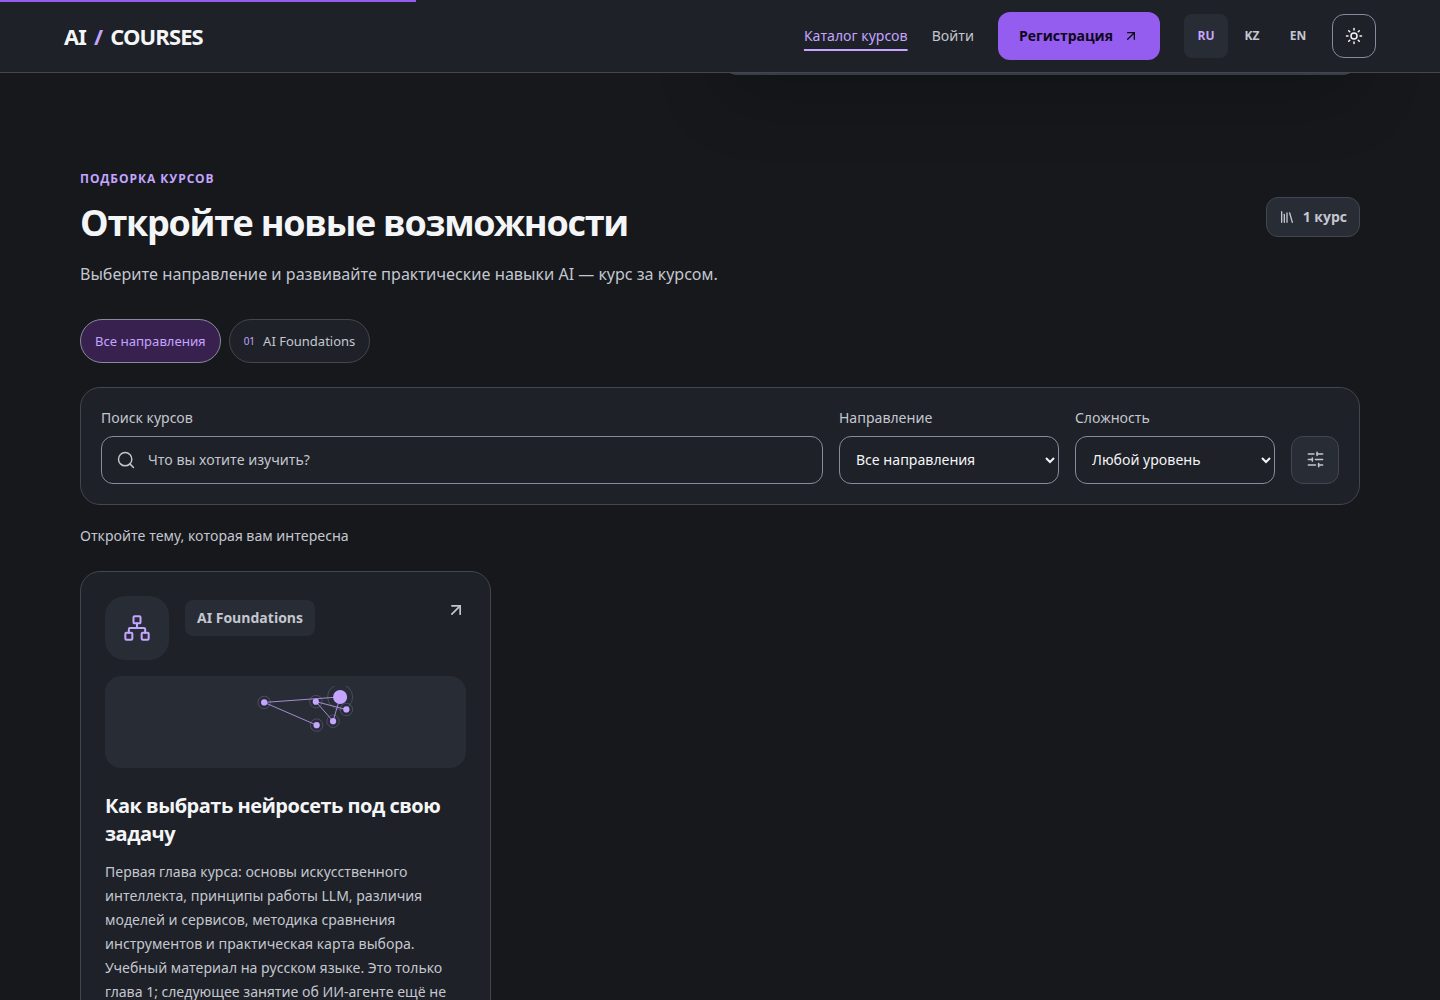 AI / COURSES
Каталог курсов
Войти
Регистрация
RU
KZ
EN
ПОДБОРКА КУРСОВ
Откройте новые возможности
1 курс
Выберите направление и развивайте практические навыки AI — курс за курсом.
Все направления
01 AI Foundations
Поиск курсов
Направление
Сложность
Что вы хотите изучить?
Все направления
Любой уровень
Откройте тему, которая вам интересна
AI Foundations
Как выбрать нейросеть под свою
задачу
Первая глава курса: основы искусственного
интеллекта, принципы работы LLM, различия
моделей и сервисов, методика сравнения
инструментов и практическая карта выбора.
Учебный материал на русском языке. Это только
глава 1; следующее занятие об ИИ-агенте ещё не